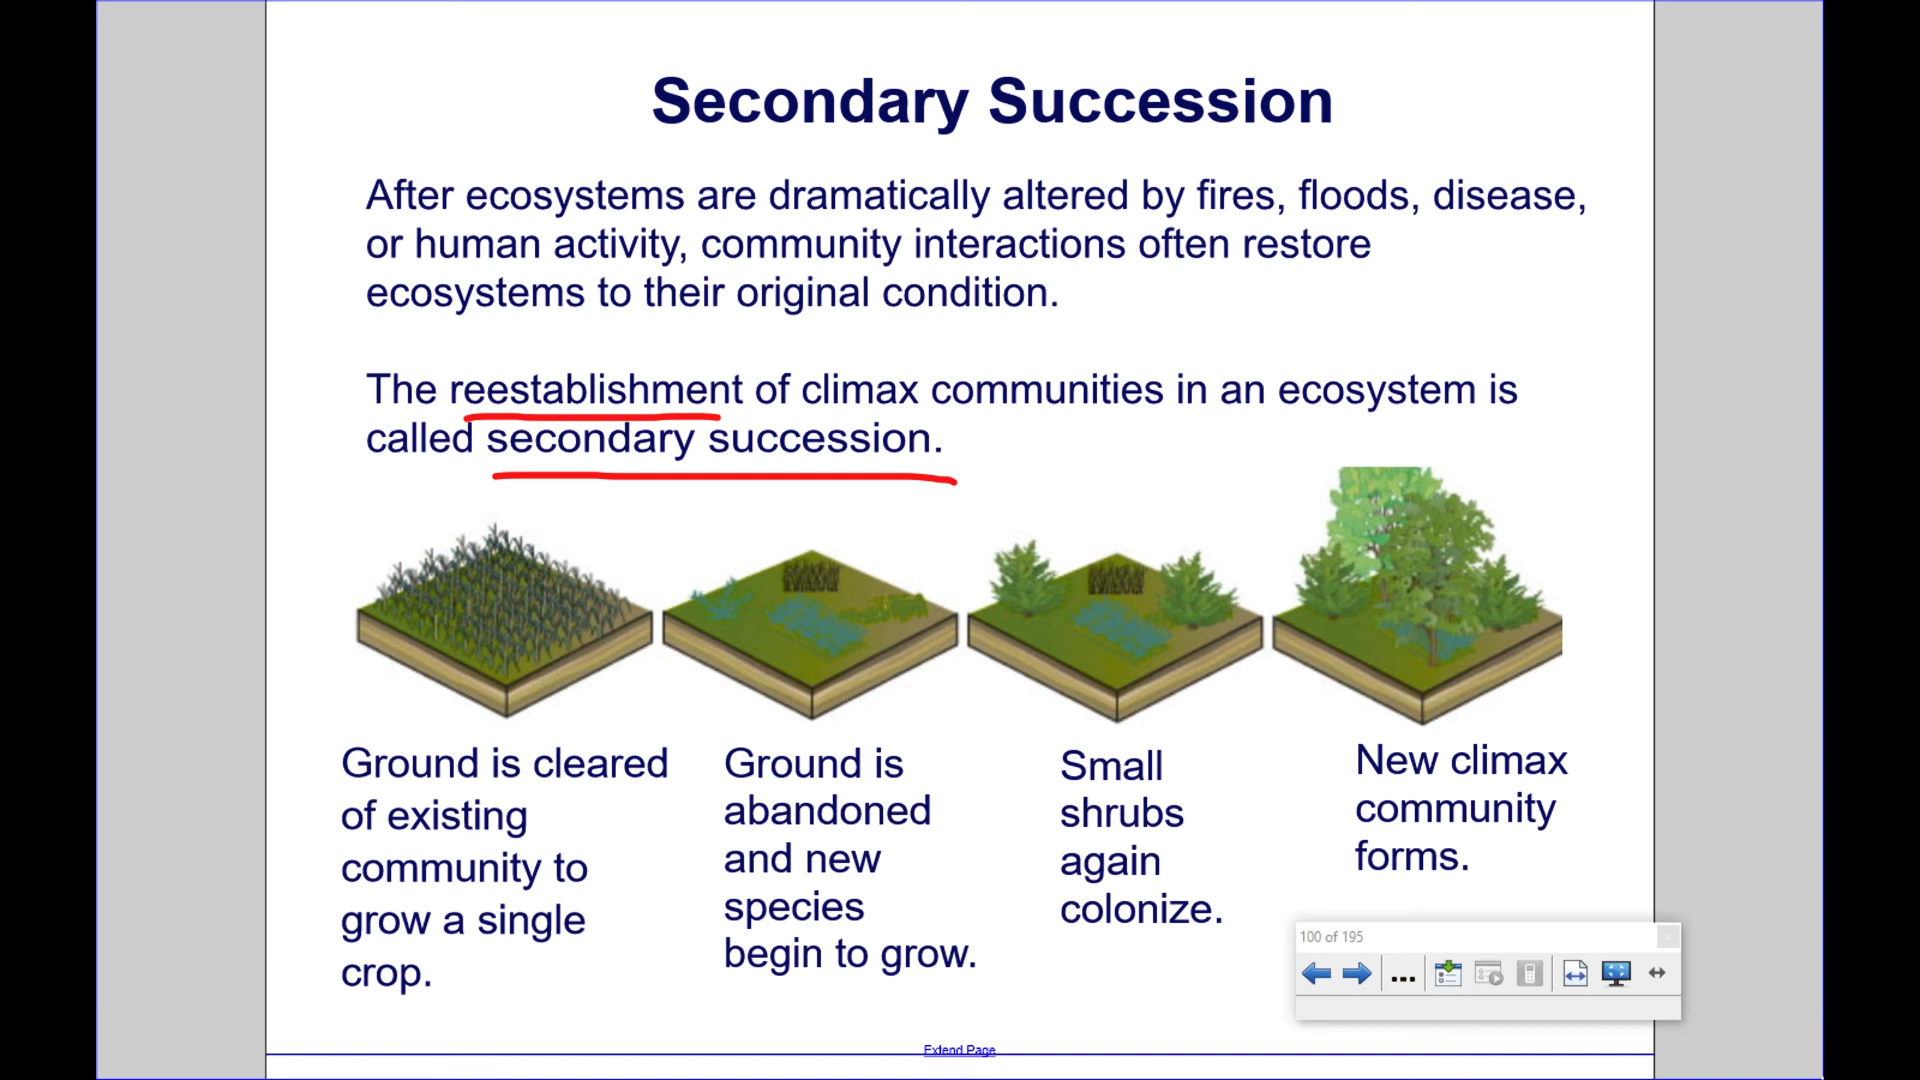 Secondary Succession
After ecosystems are dramatically altered by fires, floods, disease,
or human activity, community interactions often restore
ecosystems to their original condition.
The reestablishment of climax communities in an ecosystem is
called secondary succession.
Ground is cleared
of existing
community to
grow a single
crop.
Ground is
abandoned
and new
species
begin to grow.
Small
shrubs
again
colonize.
New climax
community
forms.
100 of 195
Extend Page